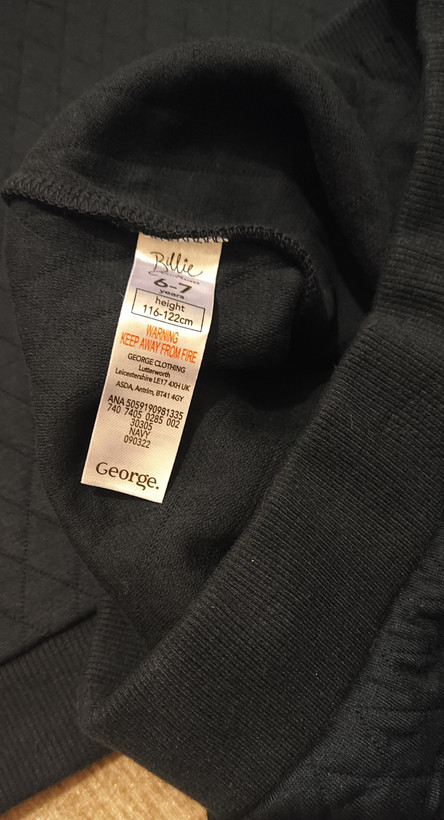 Billie
6-7
years
height
116-122cm
WARNING
KEEP AWAY FROM FIRE
GEORGE CLOTHING
Lutterworth
Leicestershire LE17 4XH UK
ASDA, Antrim, BT41 4GY
ANA 5059190981335
740 7405 0285 002
30305
NAVY
090322
George.